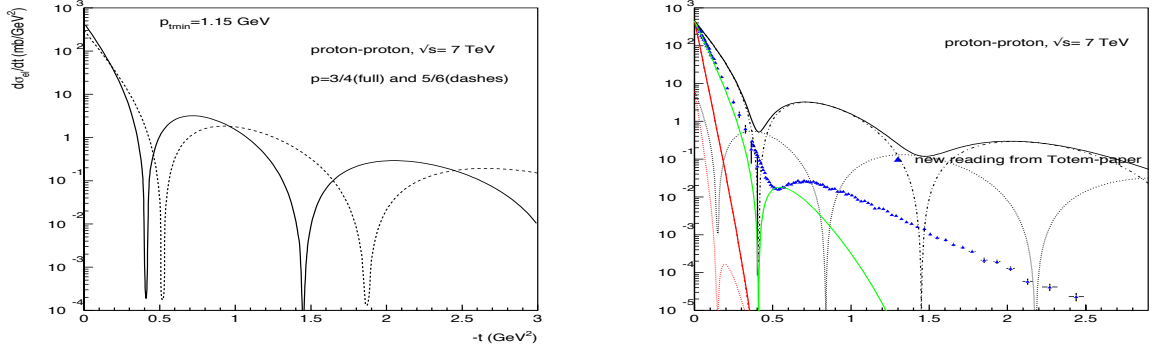 dσel/dt (mb/GeV²)
p_tmin=1.15 GeV
proton-proton, √s= 7 TeV
p=3/4(full) and 5/6(dashes)
10³
10²
10
1
10⁻¹
10⁻²
10⁻³
10⁻⁴
0 0.5 1 1.5 2 2.5 3
-t (GeV²)
proton-proton, √s= 7 TeV
new reading from Totem-paper
10³
10²
10
1
10⁻¹
10⁻²
10⁻³
10⁻⁴
10⁻⁵
0 0.5 1 1.5 2 2.5